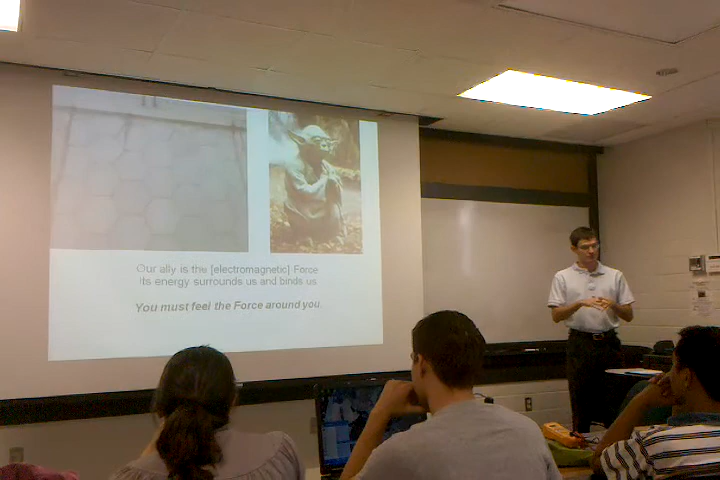 Our ally is the [electromagnetic] Force
Its energy surrounds us and binds us
You must feel the Force around you.